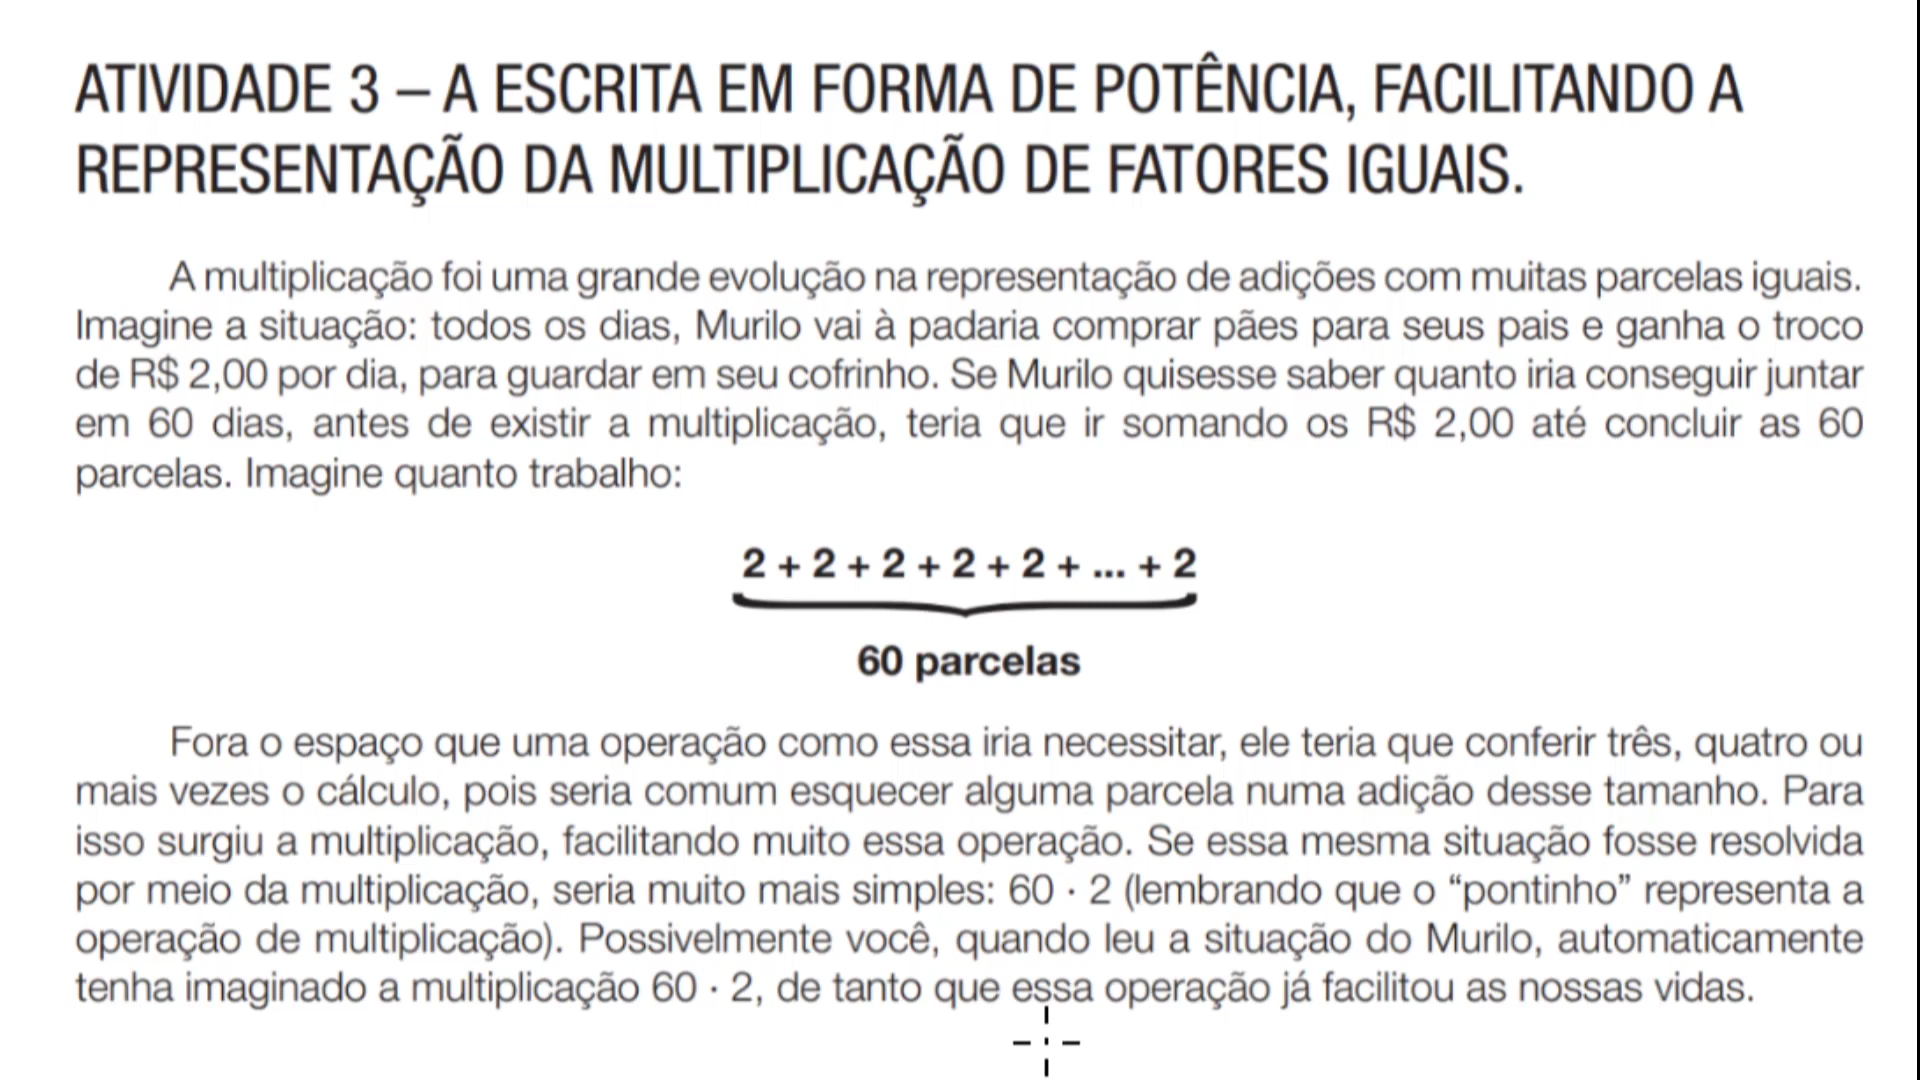 ATIVIDADE 3 – A ESCRITA EM FORMA DE POTÊNCIA, FACILITANDO A
REPRESENTAÇÃO DA MULTIPLICAÇÃO DE FATORES IGUAIS.
A multiplicação foi uma grande evolução na representação de adições com muitas parcelas iguais.
Imagine a situação: todos os dias, Murilo vai à padaria comprar pães para seus pais e ganha o troco
de R$ 2,00 por dia, para guardar em seu cofrinho. Se Murilo quisesse saber quanto iria conseguir juntar
em 60 dias, antes de existir a multiplicação, teria que ir somando os R$ 2,00 até concluir as 60
parcelas. Imagine quanto trabalho:
2 + 2 + 2 + 2 + 2 + ... + 2
60 parcelas
Fora o espaço que uma operação como essa iria necessitar, ele teria que conferir três, quatro ou
mais vezes o cálculo, pois seria comum esquecer alguma parcela numa adição desse tamanho. Para
isso surgiu a multiplicação, facilitando muito essa operação. Se essa mesma situação fosse resolvida
por meio da multiplicação, seria muito mais simples: 60 · 2 (lembrando que o “pontinho” representa a
operação de multiplicação). Possivelmente você, quando leu a situação do Murilo, automaticamente
tenha imaginado a multiplicação 60 · 2, de tanto que essa operação já facilitou as nossas vidas.